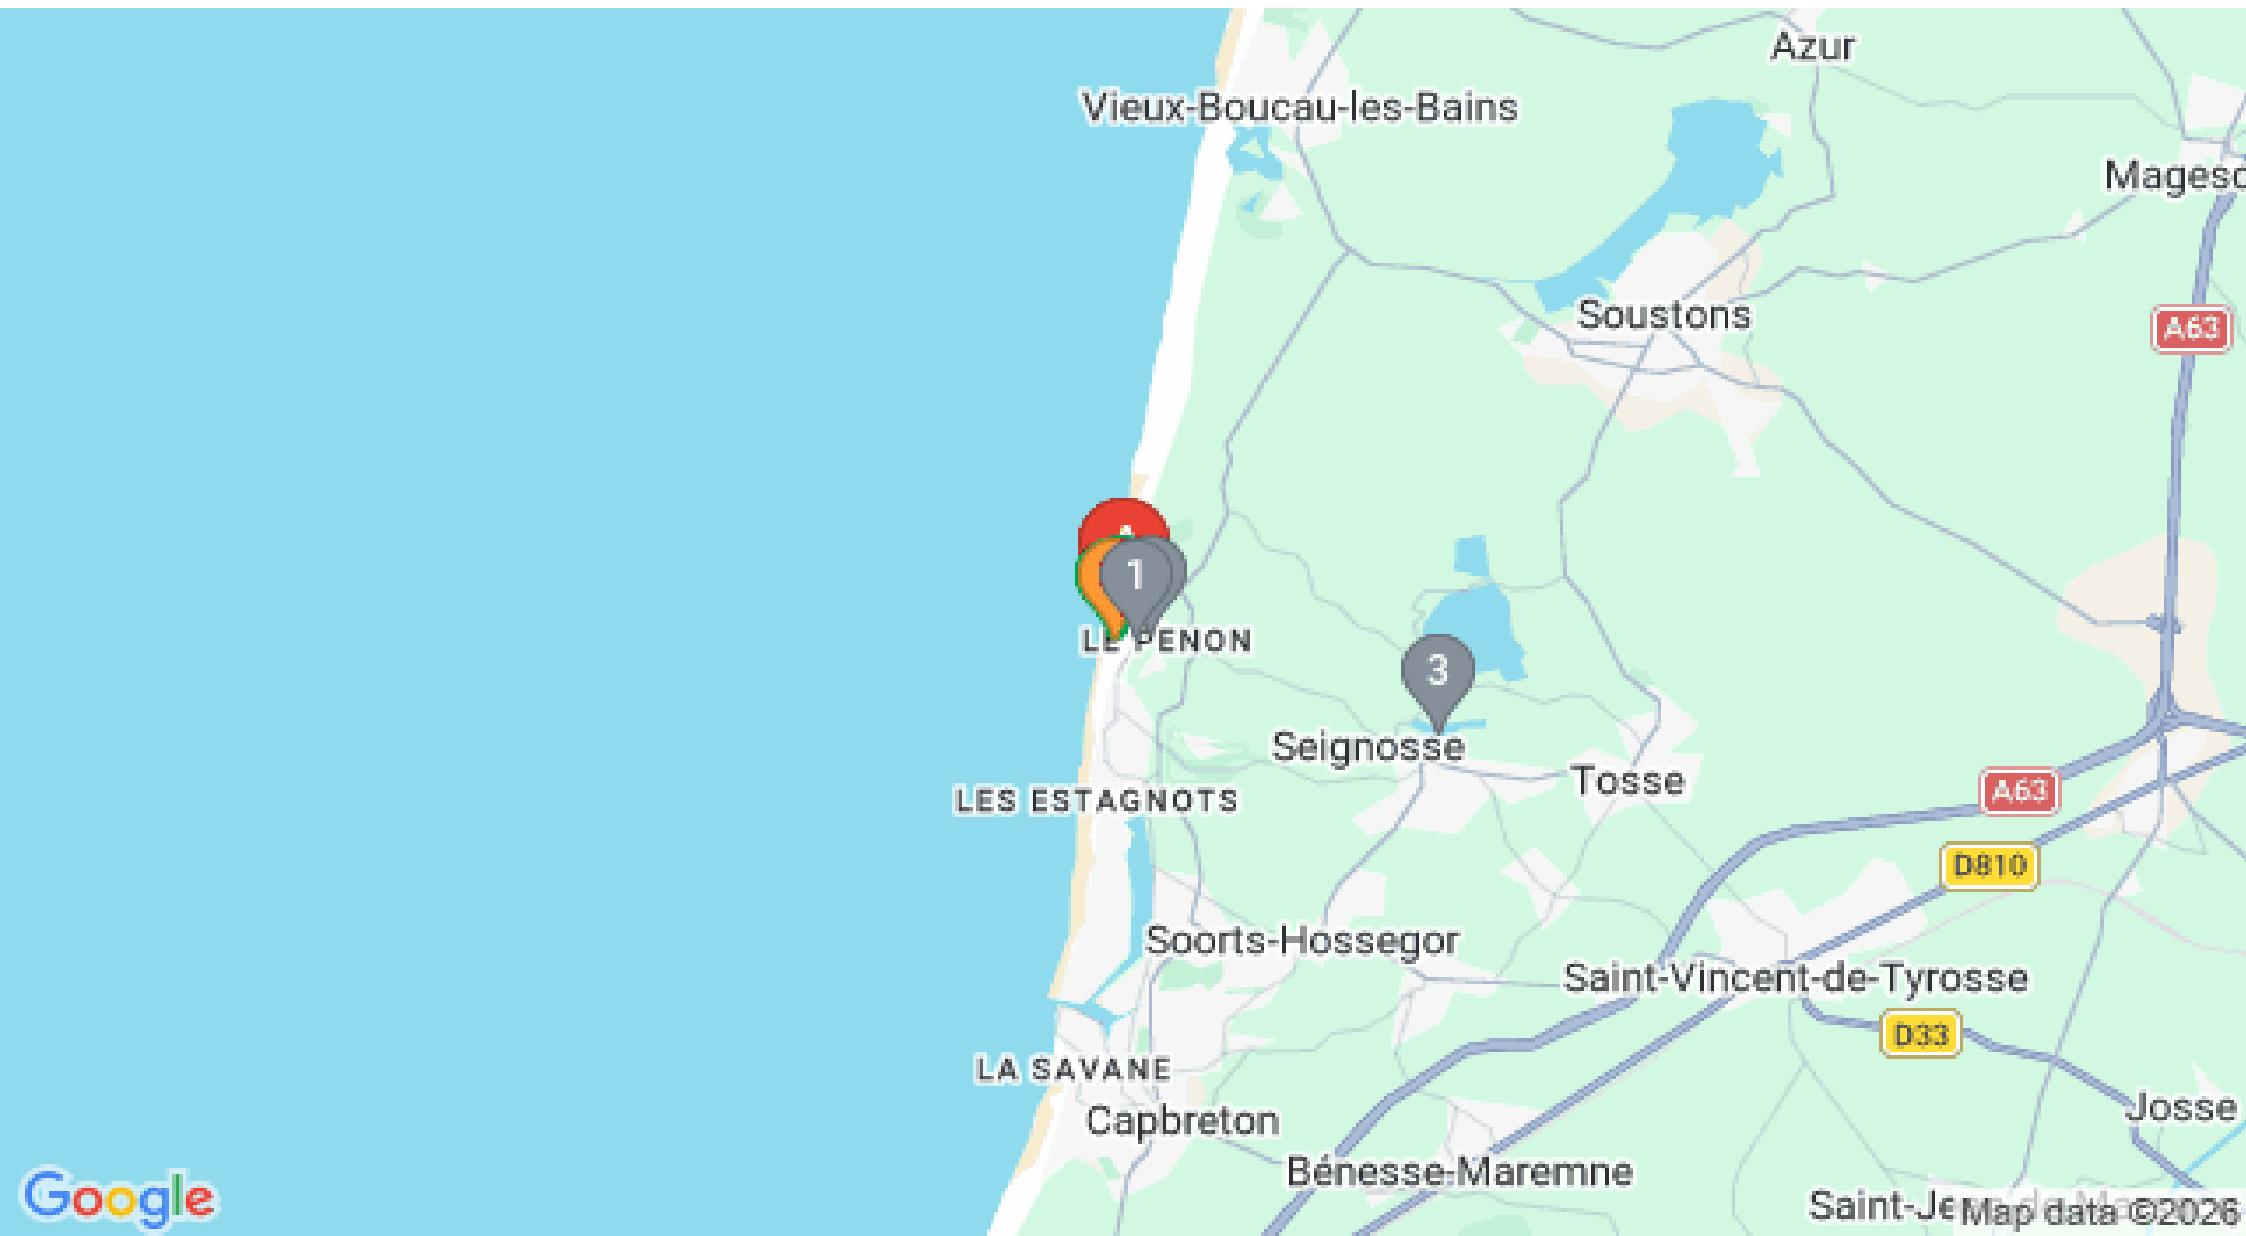 Azur
Vieux-Boucau-les-Bains
Soustons
A63
1
LE PENON
3
Seignosse
Tosse
LES ESTAGNOTS
A63
D810
Soorts-Hossegor
Saint-Vincent-de-Tyrosse
D33
LA SAVANE
Josse
Capbreton
Bénesse-Maremne
Google
Map data ©2026